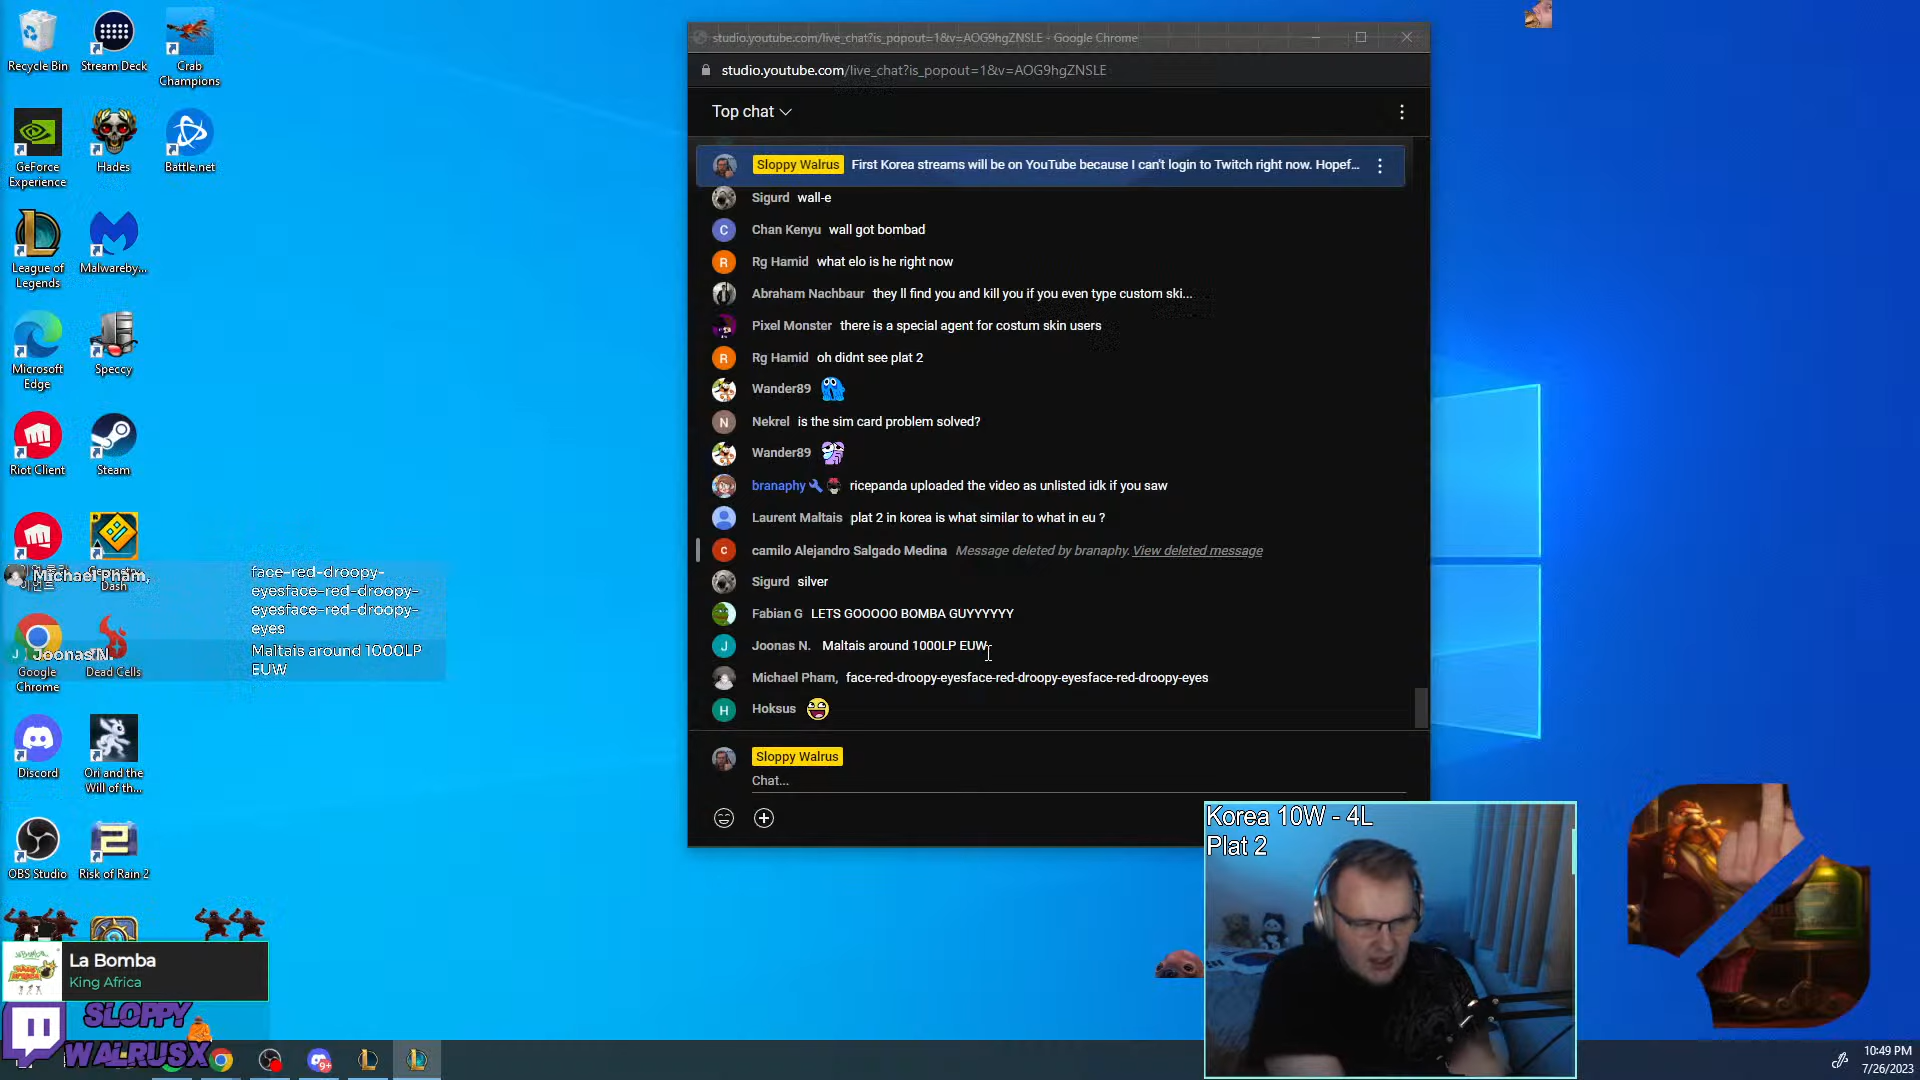 studio.youtube.com/live_chat?is_popout=1&v=AOG9hgZNSLE - Google Chrome
studio.youtube.com/live_chat?is_popout=1&v=AOG9hgZNSLE
Top chat
Sloppy Walrus First Korea streams will be on YouTube because I can't login to Twitch right now. Hopef...
Sigurd wall-e
Chan Kenyu wall got bombad
Rg Hamid what elo is he right now
Abraham Nachbaur they ll find you and kill you if you even type custom ski...
Pixel Monster there is a special agent for costum skin users
Rg Hamid oh didnt see plat 2
Wander89
Nekrel is the sim card problem solved?
Wander89
branaphy ricepanda uploaded the video as unlisted idk if you saw
Laurent Maltais plat 2 in korea is what similar to what in eu ?
camilo Alejandro Salgado Medina Message deleted by branaphy. View deleted message
Sigurd silver
Fabian G LETS GOOOOO BOMBA GUYYYYYY
Joonas N. Maltais around 1000LP EUW
Michael Pham, face-red-droopy-eyesface-red-droopy-eyesface-red-droopy-eyes
Hoksus
Sloppy Walrus
Chat...
Recycle Bin
Stream Deck
Crab
Champions
GeForce
Experience
Hades
Battle.net
League of
Legends
Malwareby...
Microsoft
Edge
Speccy
Riot Client
Steam
Dash
Michael Pham,
face-red-droopy-
eyesface-red-droopy-
eyesface-red-droopy-
eyes
Joonas N.
Maltais around 1000LP
EUW
Google
Chrome
Dead Cells
Discord
Ori and the
Will of th...
OBS Studio
Risk of Rain 2
La Bomba
King Africa
SLOPPY
WALRUSX
Korea 10W - 4L
Plat 2
9+
10:49 PM
7/26/2023